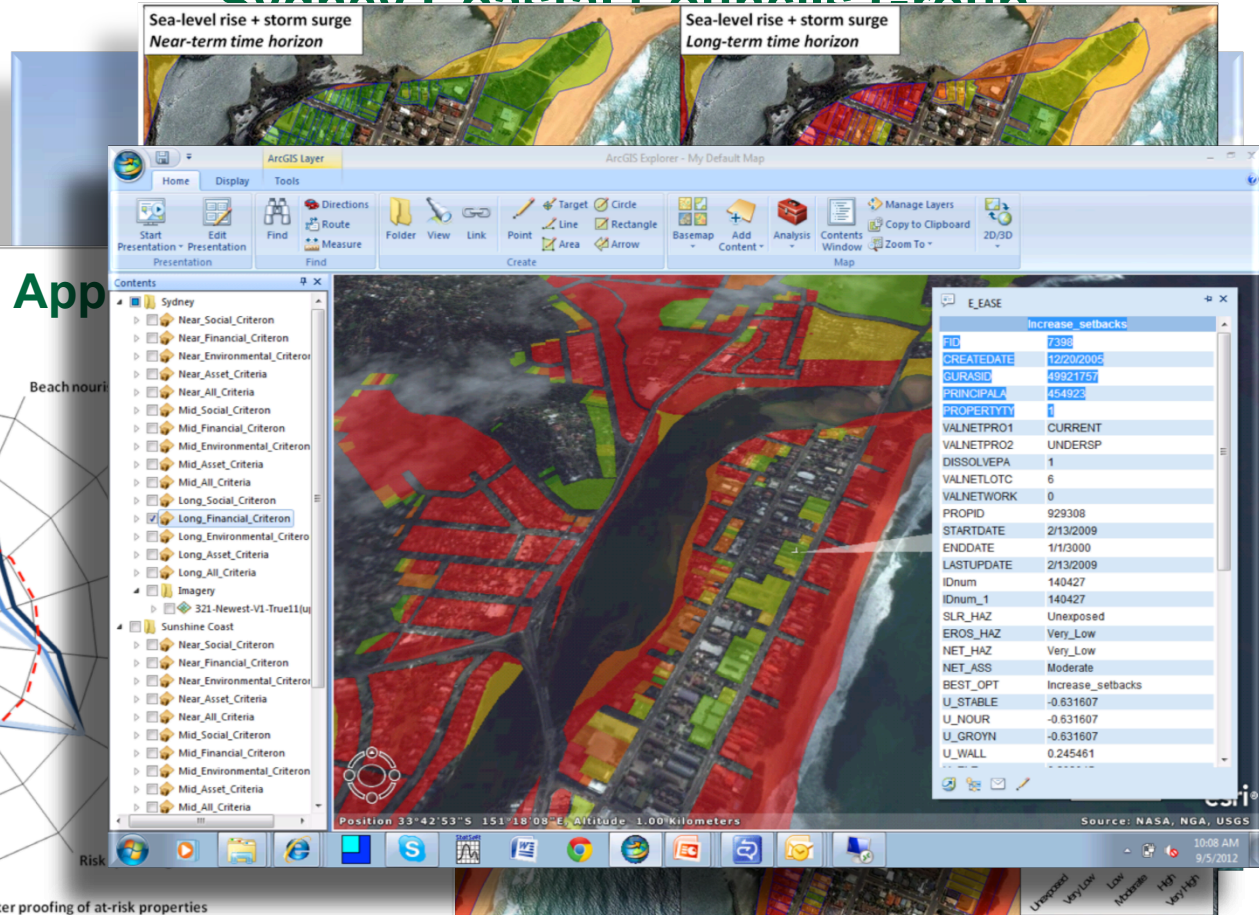 Sydney Coastal Councils Group
Sea-level rise + storm surge
Near-term time horizon
Sea-level rise + storm surge
Long-term time horizon
ArcGIS Layer
ArcGIS Explorer - My Default Map
Home Display Tools
Start Presentation
Edit Presentation
Presentation
Find
Directions
Route
Measure
Find
Folder
View
Link
Point
Target
Line
Area
Circle
Rectangle
Arrow
Create
Basemap
Add Content
Analysis
Contents Window
Manage Layers
Copy to Clipboard
Zoom To
2D/3D
Map
App
Beach nouri
Risk
ter proofing of at-risk properties
Contents
Sydney
Near_Social_Criteron
Near_Financial_Criteron
Near_Environmental_Criteror
Near_Asset_Criteria
Near_All_Criteria
Mid_Social_Criteron
Mid_Financial_Criteron
Mid_Environmental_Criteron
Mid_Asset_Criteria
Mid_All_Criteria
Long_Social_Criteron
Long_Financial_Criteron
Long_Environmental_Critero
Long_Asset_Criteria
Long_All_Criteria
Imagery
321-Newest-V1-True11(u
Sunshine Coast
Near_Social_Criteron
Near_Financial_Criteron
Near_Environmental_Criteror
Near_Asset_Criteria
Near_All_Criteria
Mid_Social_Criteron
Mid_Financial_Criteron
Mid_Environmental_Criteron
Mid_Asset_Criteria
Mid_All_Criteria
E_EASE
Increase_setbacks
FID 7398
CREATEDATE 12/20/2005
GURASID 49921757
PRINCIPALA 454923
PROPERTYTY 1
VALNETPRO1 CURRENT
VALNETPRO2 UNDERSP
DISSOLVEPA 1
VALNETLOTC 6
VALNETWORK 0
PROPID 929308
STARTDATE 2/13/2009
ENDDATE 1/1/3000
LASTUPDATE 2/13/2009
IDnum 140427
IDnum_1 140427
SLR_HAZ Unexposed
EROS_HAZ Very_Low
NET_HAZ Very_Low
NET_ASS Moderate
BEST_OPT Increase_setbacks
U_STABLE -0.631607
U_NOUR -0.631607
U_GROYN -0.631607
U_WALL 0.245461
esri
Position 33°42'53"S 151°18'08"E Altitude 1.00 Kilometers
Source: NASA, NGA, USGS
StatSoft
10:08 AM
9/5/2012
Unexposed
Very Low
Low
Moderate
High
Very High